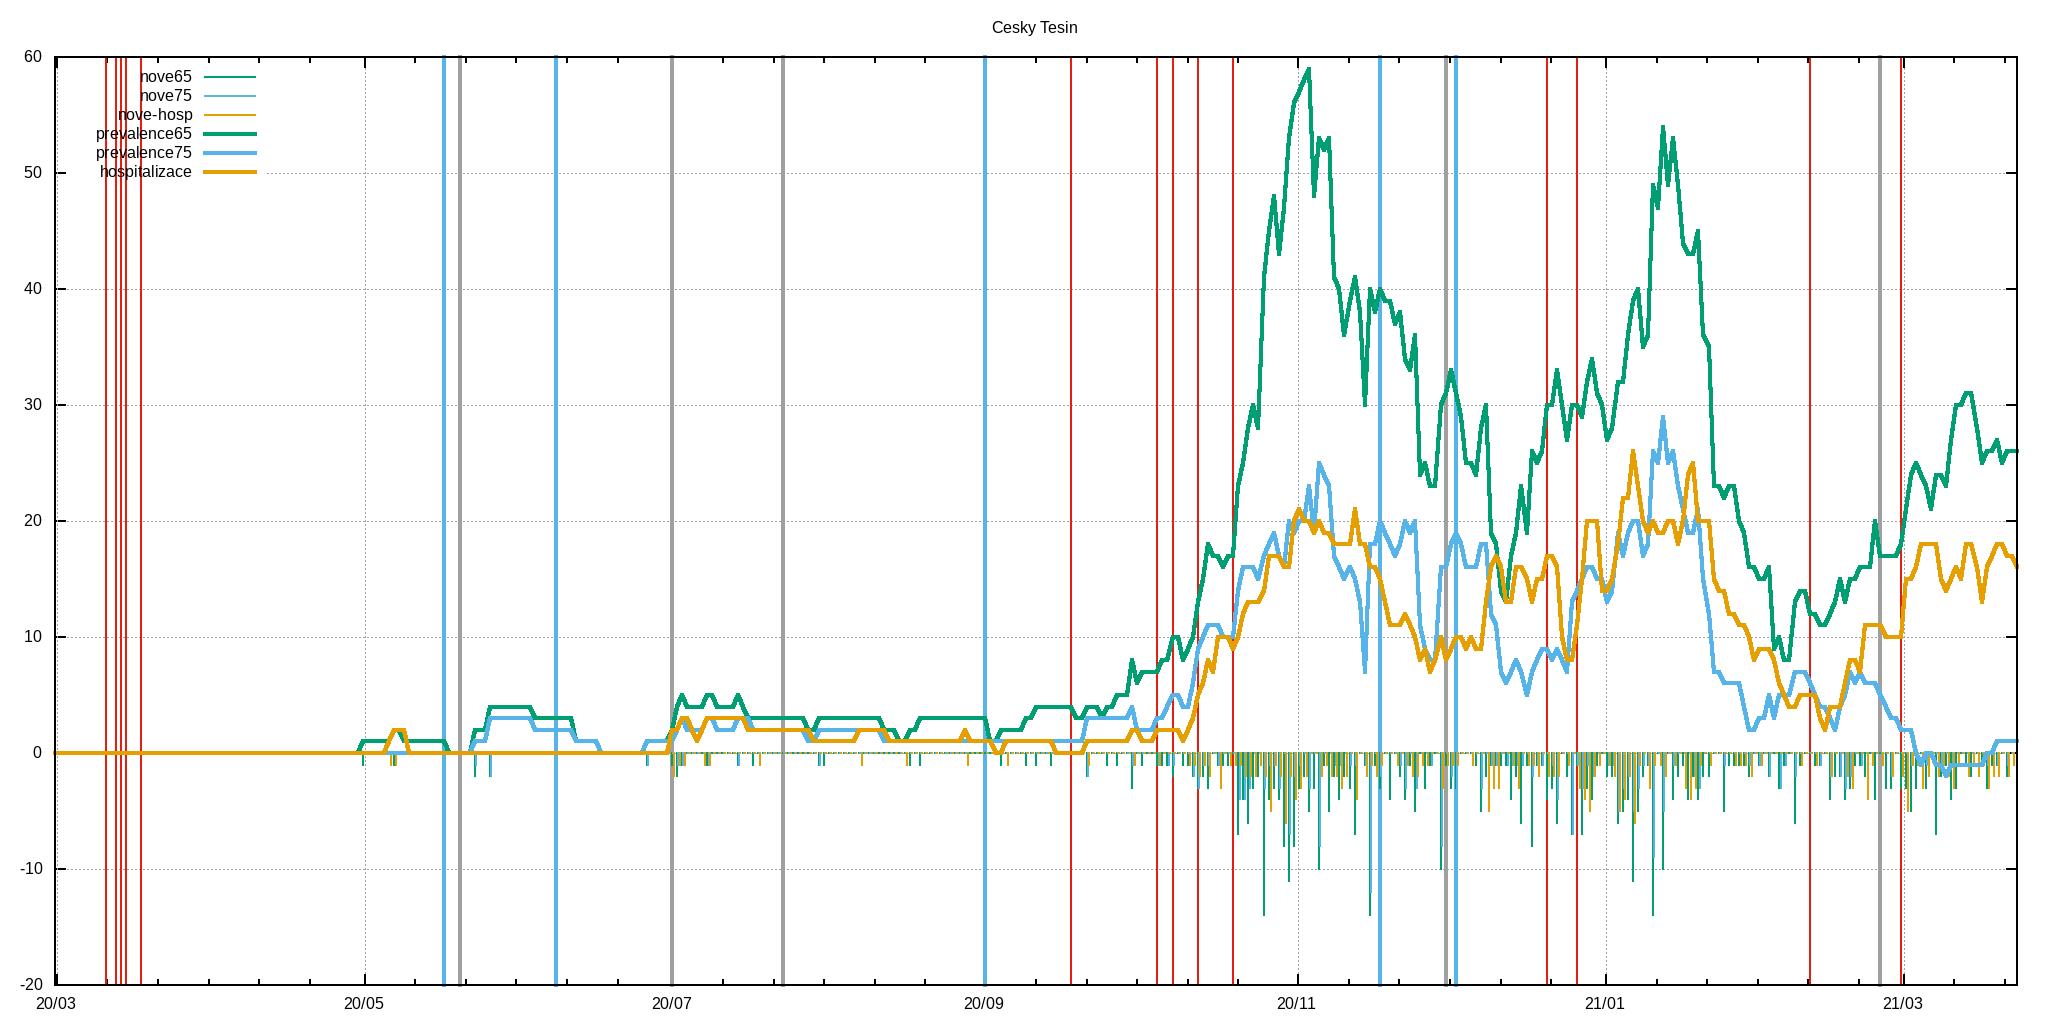 Cesky Tesin
60
50
40
30
20
10
0
-10
-20
nove65
nove75
nove-hosp
prevalence65
prevalence75
hospitalizace
20/03 20/05 20/07 20/09 20/11 21/01 21/03